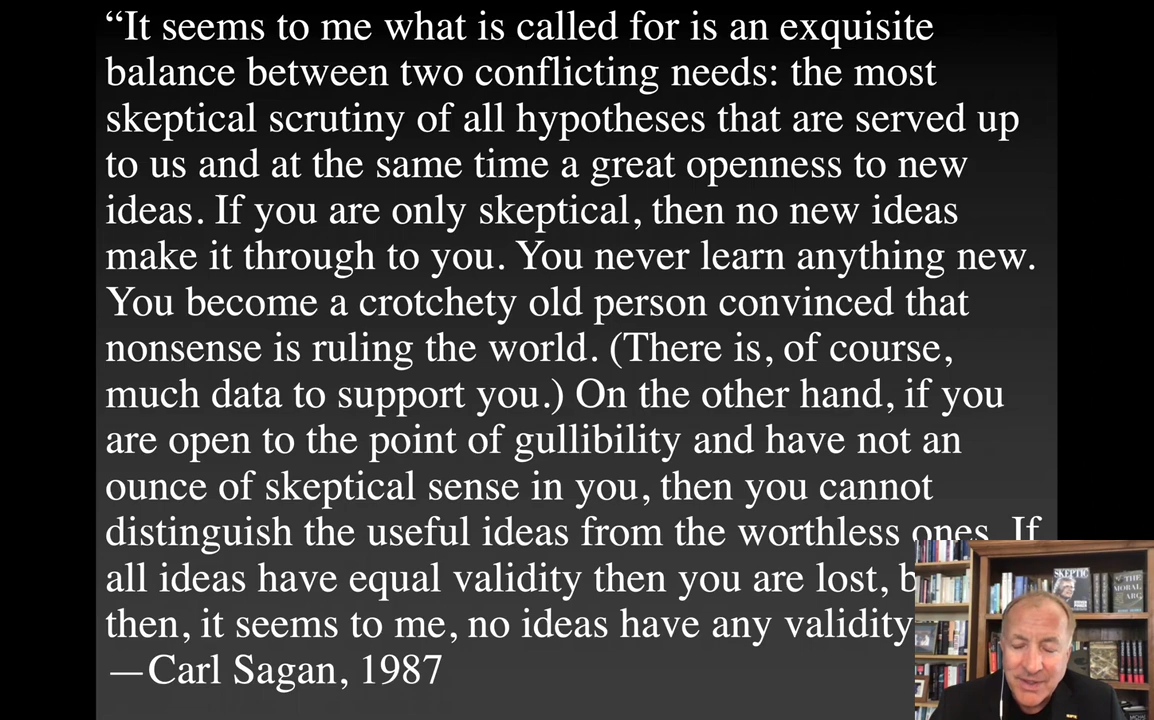 “It seems to me what is called for is an exquisite
balance between two conflicting needs: the most
skeptical scrutiny of all hypotheses that are served up
to us and at the same time a great openness to new
ideas. If you are only skeptical, then no new ideas
make it through to you. You never learn anything new.
You become a crotchety old person convinced that
nonsense is ruling the world. (There is, of course,
much data to support you.) On the other hand, if you
are open to the point of gullibility and have not an
ounce of skeptical sense in you, then you cannot
distinguish the useful ideas from the worthless ones. If
all ideas have equal validity then you are lost, b
then, it seems to me, no ideas have any validity
—Carl Sagan, 1987
SKEPTIC
THE
MORAL
ARC